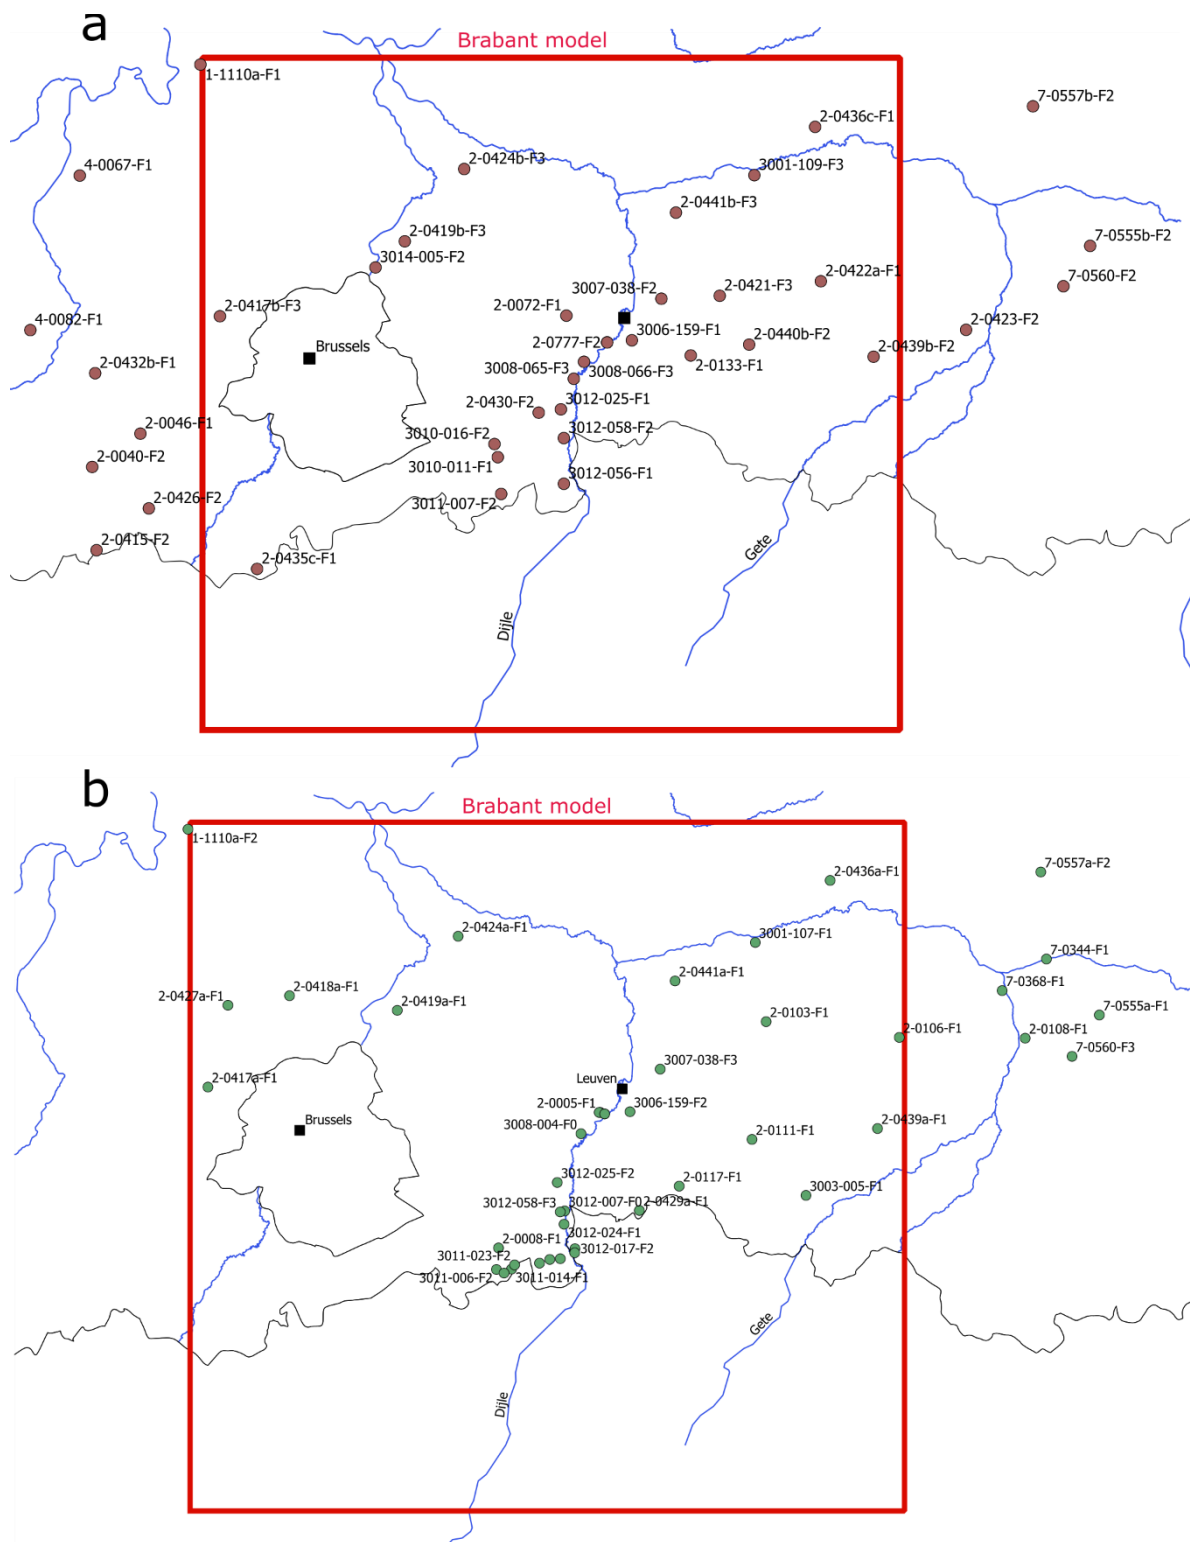 a
Brabant model
1-1110a-F1
7-0557b-F2
2-0436c-F1
4-0067-F1
2-0424b-F3
3001-109-F3
2-0441b-F3
2-0419b-F3
7-0555b-F2
3014-005-F2
2-0422a-F1
7-0560-F2
3007-038-F2
2-0421-F3
2-0417b-F3
2-0072-F1
4-0082-F1
2-0423-F2
3006-159-F1
2-0440b-F2
Brussels
2-0777-F2
2-0439b-F2
2-0432b-F1
3008-065-F3
3008-066-F3
2-0133-F1
2-0430-F2
3012-025-F1
2-0046-F1
3012-058-F2
3010-016-F2
2-0040-F2
3010-011-F1
3012-056-F1
2-0426-F2
3011-007-F2
2-0415-F2
2-0435c-F1
Gete
Dijle
b
Brabant model
1-1110a-F2
7-0557a-F2
2-0436a-F1
2-0424a-F1
3001-107-F1
7-0344-F1
2-0441a-F1
2-0427a-F1
2-0418a-F1
7-0368-F1
2-0419a-F1
7-0555a-F1
2-0103-F1
2-0106-F1
2-0108-F1
7-0560-F3
3007-038-F3
2-0417a-F1
Leuven
2-0005-F1
3006-159-F2
Brussels
3008-004-F0
2-0439a-F1
2-0111-F1
3012-025-F2
2-0117-F1
3003-005-F1
3012-058-F3
3012-007-F02-0429a-F1
3012-024-F1
2-0008-F1
3012-017-F2
3011-023-F2
3011-006-F2
3011-014-F1
Gete
Dijle